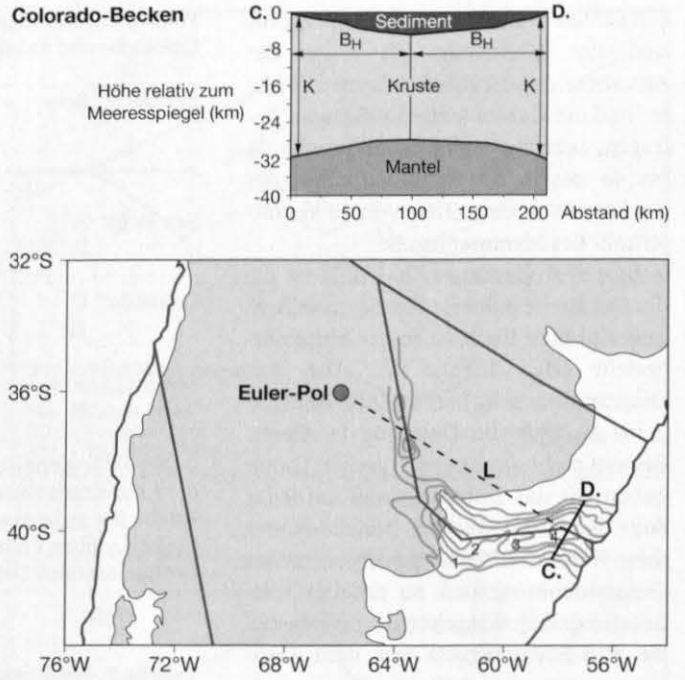 Colorado-Becken
C.
D.
0
Sediment
-8
B_H
B_H
Höhe relativ zum
Meeresspiegel (km)
-16
K
Kruste
K
-24
-32
Mantel
-40
0
50
100
150
200
Abstand (km)
32°S
36°S
Euler-Pol
L
D.
40°S
1
2
3
4
C.
76°W
72°W
68°W
64°W
60°W
56°W